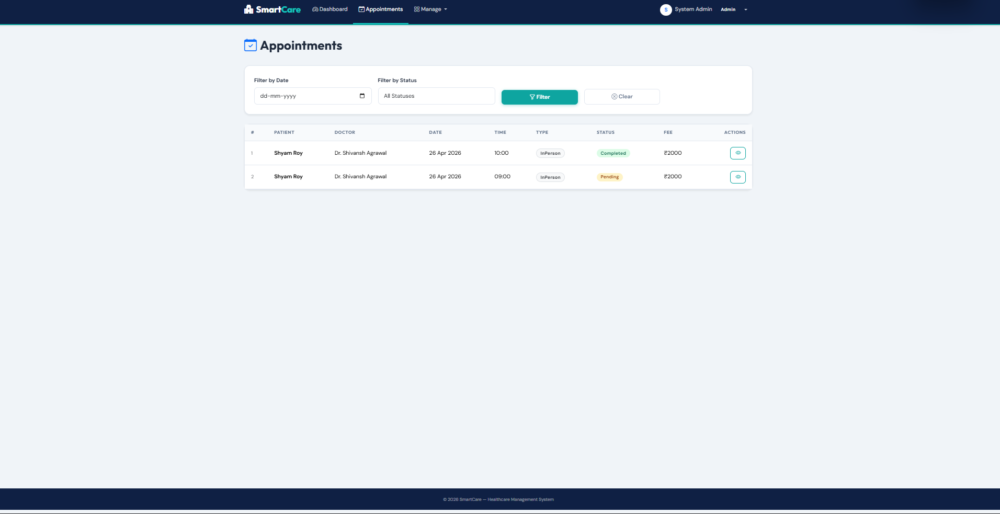 SmartCare Dashboard Appointments Manage S System Admin Admin
Appointments
Filter by Date Filter by Status
dd-mm-yyyy All Statuses Filter Clear
# PATIENT DOCTOR DATE TIME TYPE STATUS FEE ACTIONS
1 Shyam Roy Dr. Shivansh Agrawal 26 Apr 2026 10:00 InPerson Completed ₹2000
2 Shyam Roy Dr. Shivansh Agrawal 26 Apr 2026 09:00 InPerson Pending ₹2000
© 2026 SmartCare — Healthcare Management System